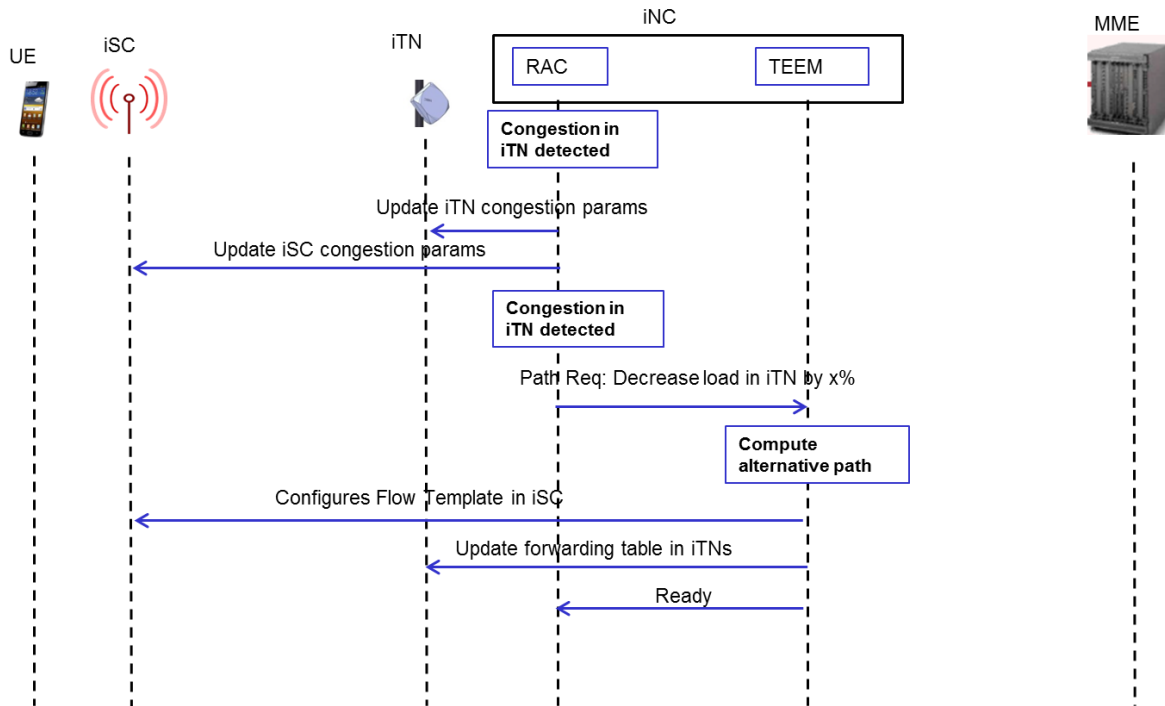 iNC
MME
iSC
iTN
UE
RAC
TEEM
Congestion in
iTN detected
Update iTN congestion params
Update iSC congestion params
Congestion in
iTN detected
Path Req: Decrease load in iTN by x%
Compute
alternative path
Configures Flow Template in iSC
Update forwarding table in iTNs
Ready